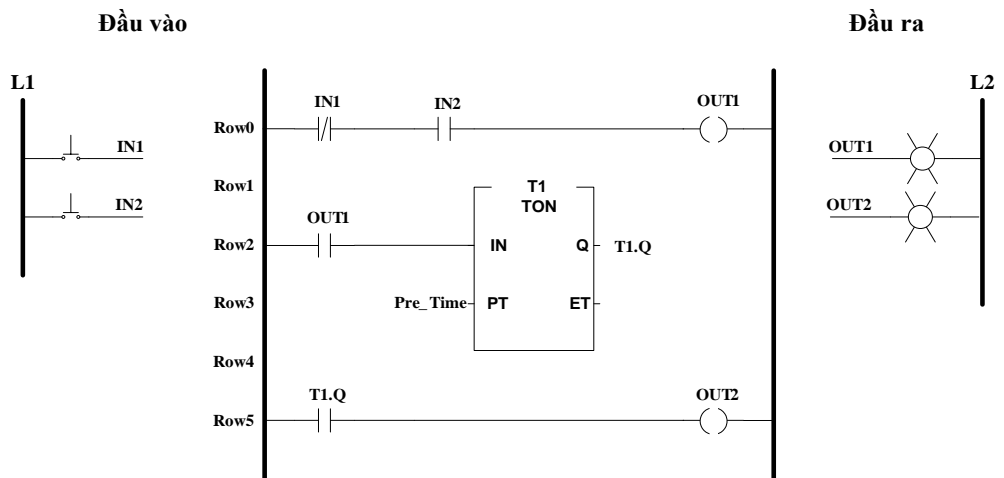 Đầu vào
Đầu ra
L1
L2
IN1
IN2
OUT1
Row0
IN1
OUT1
Row1
T1
TON
IN2
OUT2
OUT1
Row2
IN
Q
T1.Q
Row3
Pre_Time
PT
ET
Row4
T1.Q
OUT2
Row5